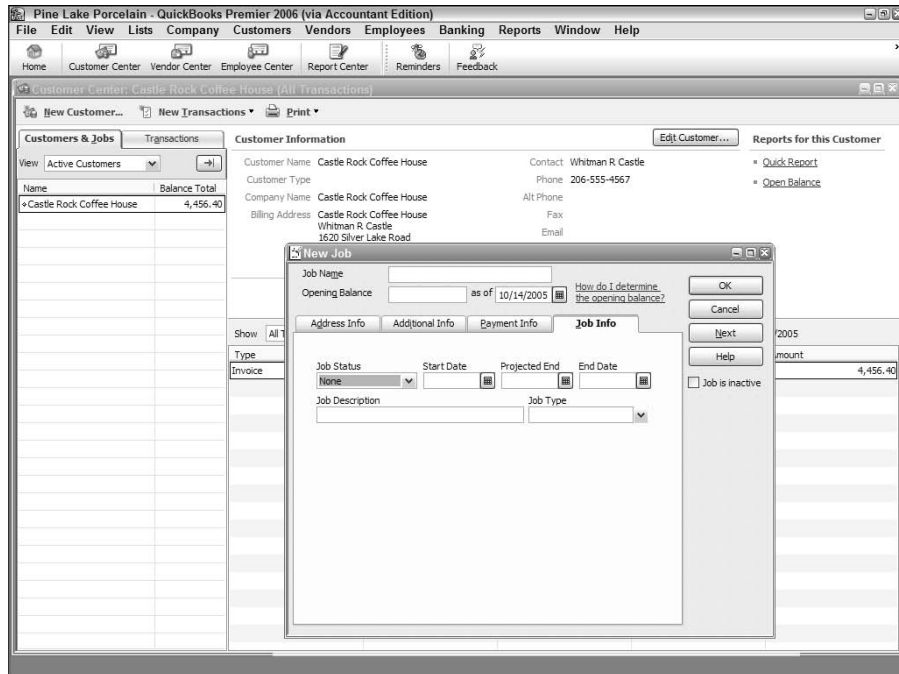 Pine Lake Porcelain - QuickBooks Premier 2006 (via Accountant Edition)
File Edit View Lists Company Customers Vendors Employees Banking Reports Window Help
Home Customer Center Vendor Center Employee Center Report Center Reminders Feedback
Customer Center: Castle Rock Coffee House (All Transactions)
New Customer... New Transactions Print
Customers & Jobs Transactions
View Active Customers
Name Balance Total
Castle Rock Coffee House 4,456.40
Customer Information Edit Customer...
Customer Name Castle Rock Coffee House
Customer Type
Company Name Castle Rock Coffee House
Billing Address Castle Rock Coffee House
Whitman R Castle
1620 Silver Lake Road
Contact Whitman R Castle
Phone 206-555-4567
Alt Phone
Fax
Email
Reports for this Customer
Quick Report
Open Balance
Show All T
/2005
Type
mount
Invoice
4,456.40
New Job
Job Name
Opening Balance as of 10/14/2005 How do I determine
the opening balance?
Address Info Additional Info Payment Info Job Info
Job Status Start Date Projected End End Date
None
Job Description Job Type
OK
Cancel
Next
Help
Job is inactive